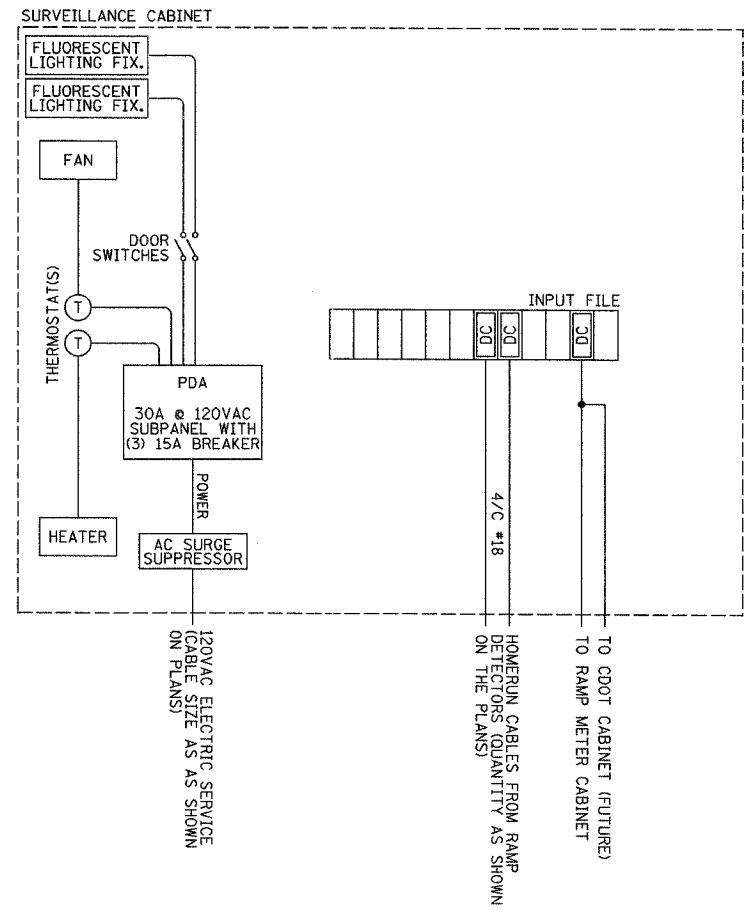 SURVEILLANCE CABINET
FLUORESCENT
LIGHTING FIX.
FLUORESCENT
LIGHTING FIX.
FAN
DOOR
SWITCHES
THERMOSTAT(S)
T
T
INPUT FILE
DC
DC
DC
PDA
30A @ 120VAC
SUBPANEL WITH
(3) 15A BREAKER
POWER
4/C #18
HEATER
AC SURGE
SUPPRESSOR
120VAC ELECTRIC SERVICE
(CABLE SIZE AS AS SHOWN
ON PLANS)
HOMERUN CABLES FROM RAMP
DETECTORS (QUANTITY AS SHOWN
ON THE PLANS)
TO CDOT CABINET (FUTURE)
TO RAMP METER CABINET